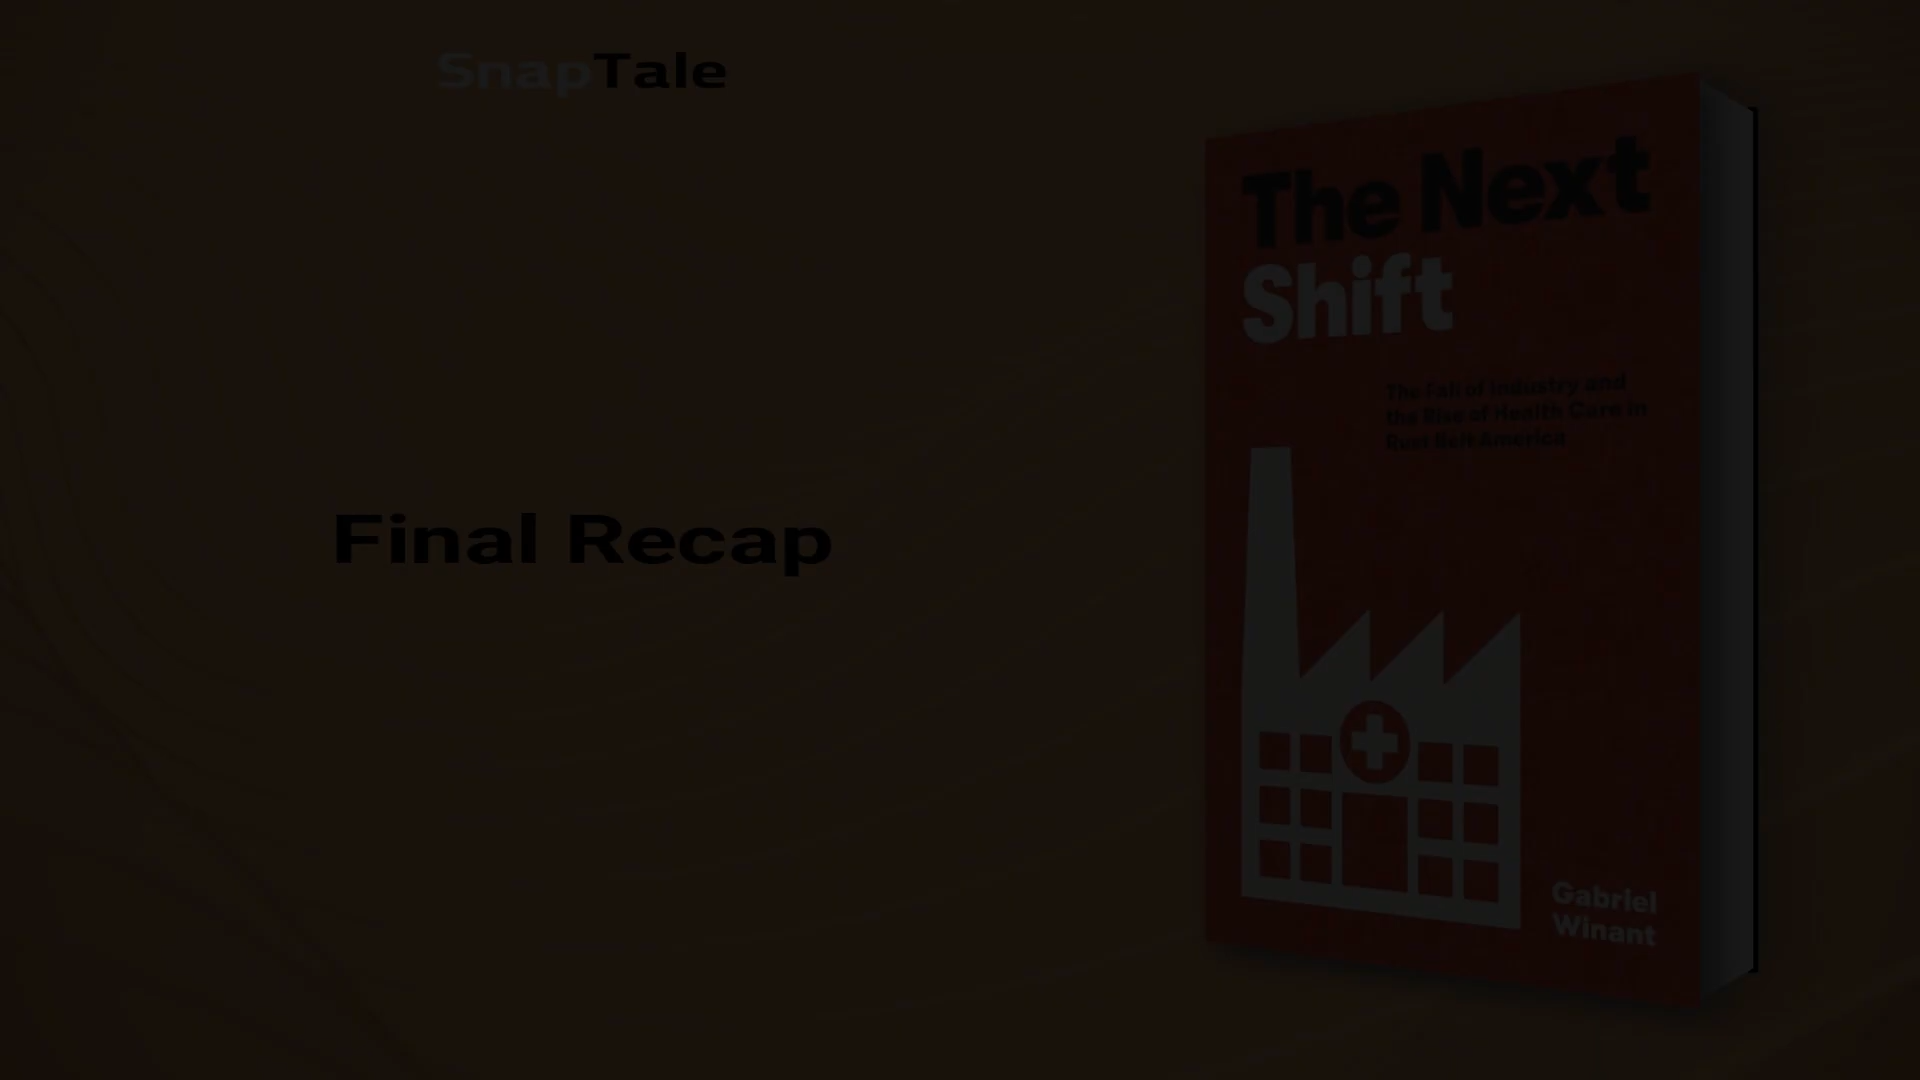 SnapTale
The Next
Shift
The Fall of Industry and
the Rise of Health Care in
Rust Belt America
Final Recap
Gabriel
Winant